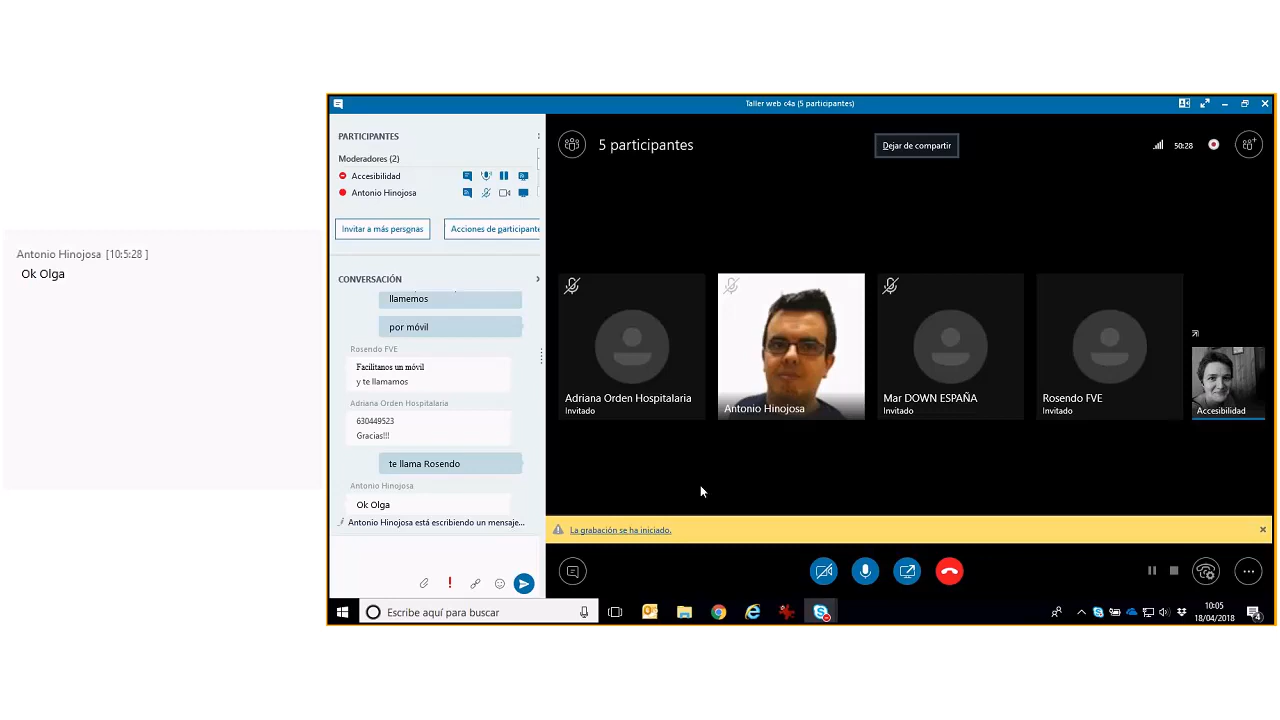 Antonio Hinojosa [10:5:28 ]
Ok Olga
Taller web c4a (5 participantes)
PARTICIPANTES
Moderadores (2)
Accesibilidad
Antonio Hinojosa
Invitar a más personas
Acciones de participante
CONVERSACIÓN
llamemos
por móvil
Rosendo FVE
Facilitanos un móvil
y te llamamos
Adriana Orden Hospitalaria
630449523
Gracias!!!
te llama Rosendo
Antonio Hinojosa
Ok Olga
Antonio Hinojosa está escribiendo un mensaje...
5 participantes
Dejar de compartir
50:28
Adriana Orden Hospitalaria
Invitado
Antonio Hinojosa
Mar DOWN ESPAÑA
Invitado
Rosendo FVE
Invitado
Accesibilidad
La grabación se ha iniciado.
Escribe aquí para buscar
10:05
18/04/2018
4